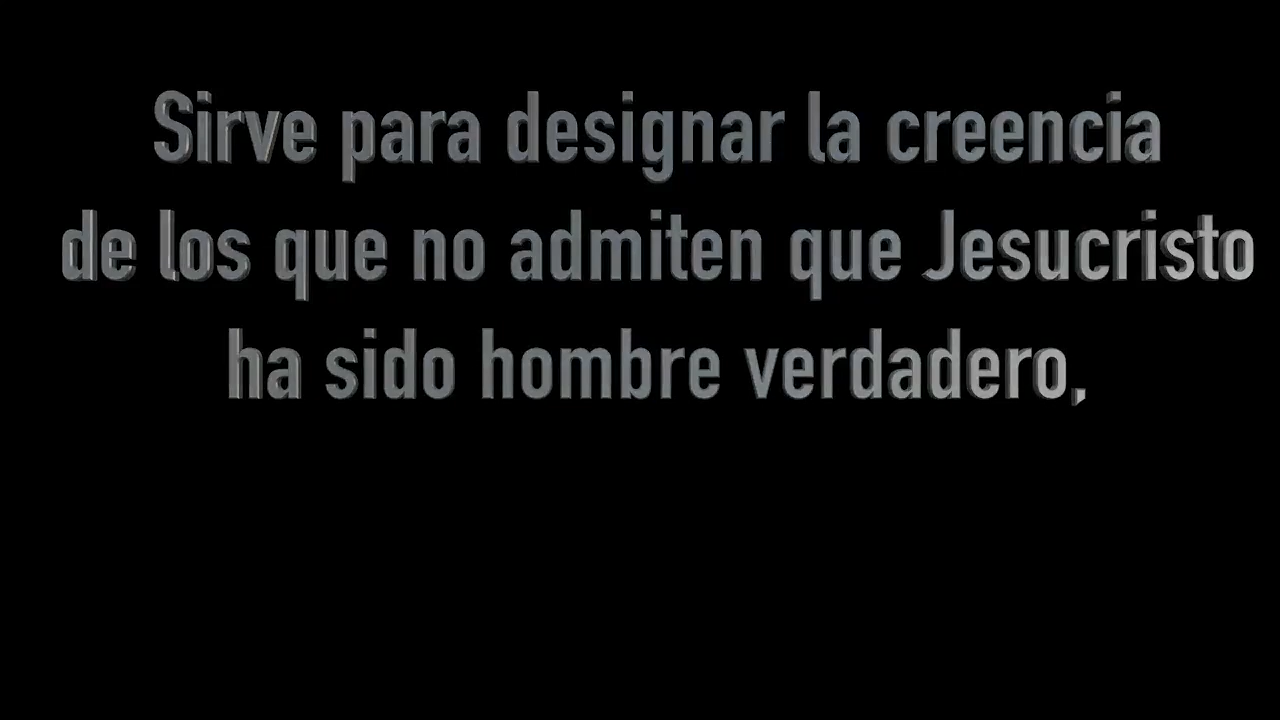 Sirve para designar la creencia
de los que no admiten que Jesucristo
ha sido hombre verdadero,